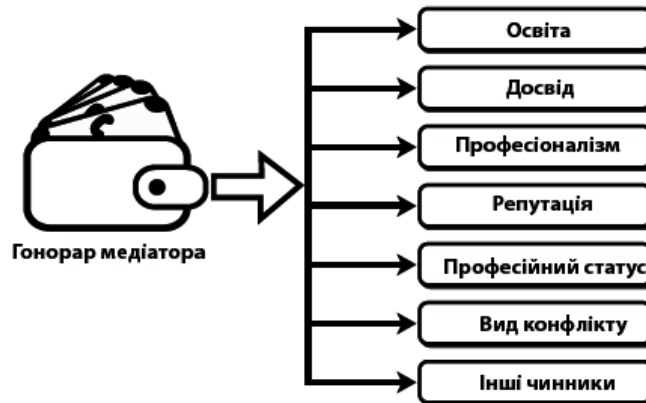 Гонорар медіатора
Освіта
Досвід
Професіоналізм
Репутація
Професійний статус
Вид конфлікту
Інші чинники